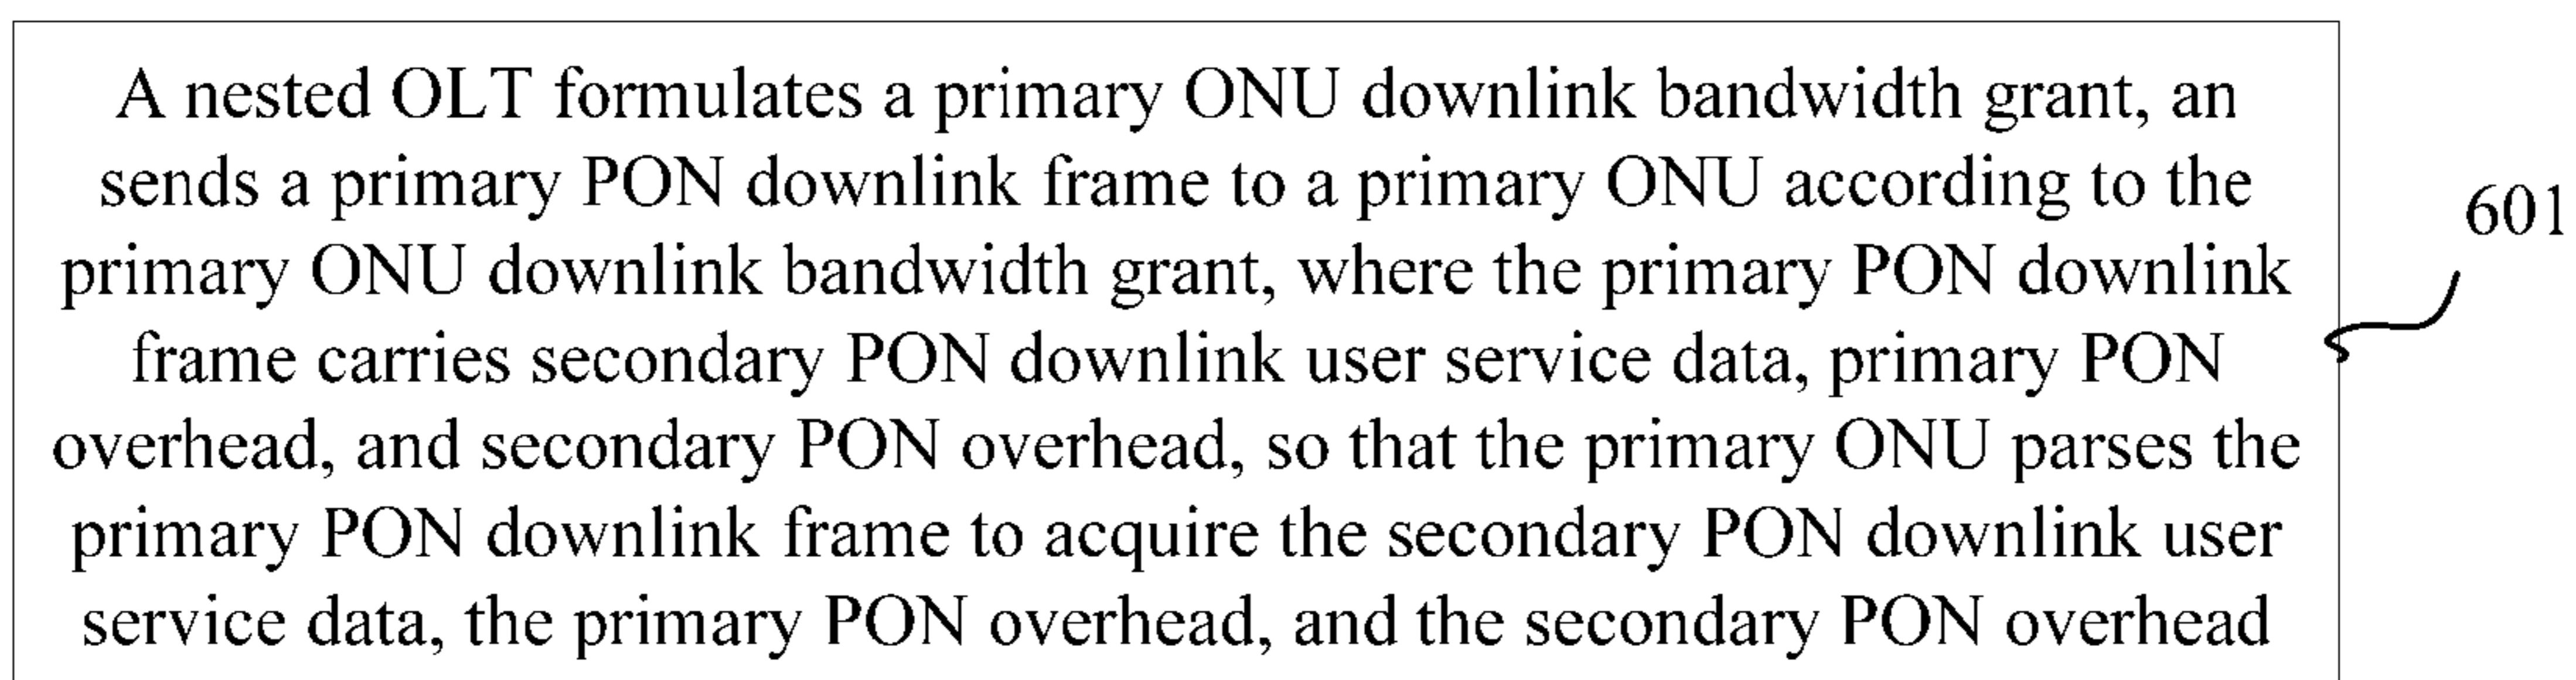 A nested OLT formulates a primary ONU downlink bandwidth grant, an
sends a primary PON downlink frame to a primary ONU according to the
primary ONU downlink bandwidth grant, where the primary PON downlink
frame carries secondary PON downlink user service data, primary PON
overhead, and secondary PON overhead, so that the primary ONU parses the
primary PON downlink frame to acquire the secondary PON downlink user
service data, the primary PON overhead, and the secondary PON overhead
601